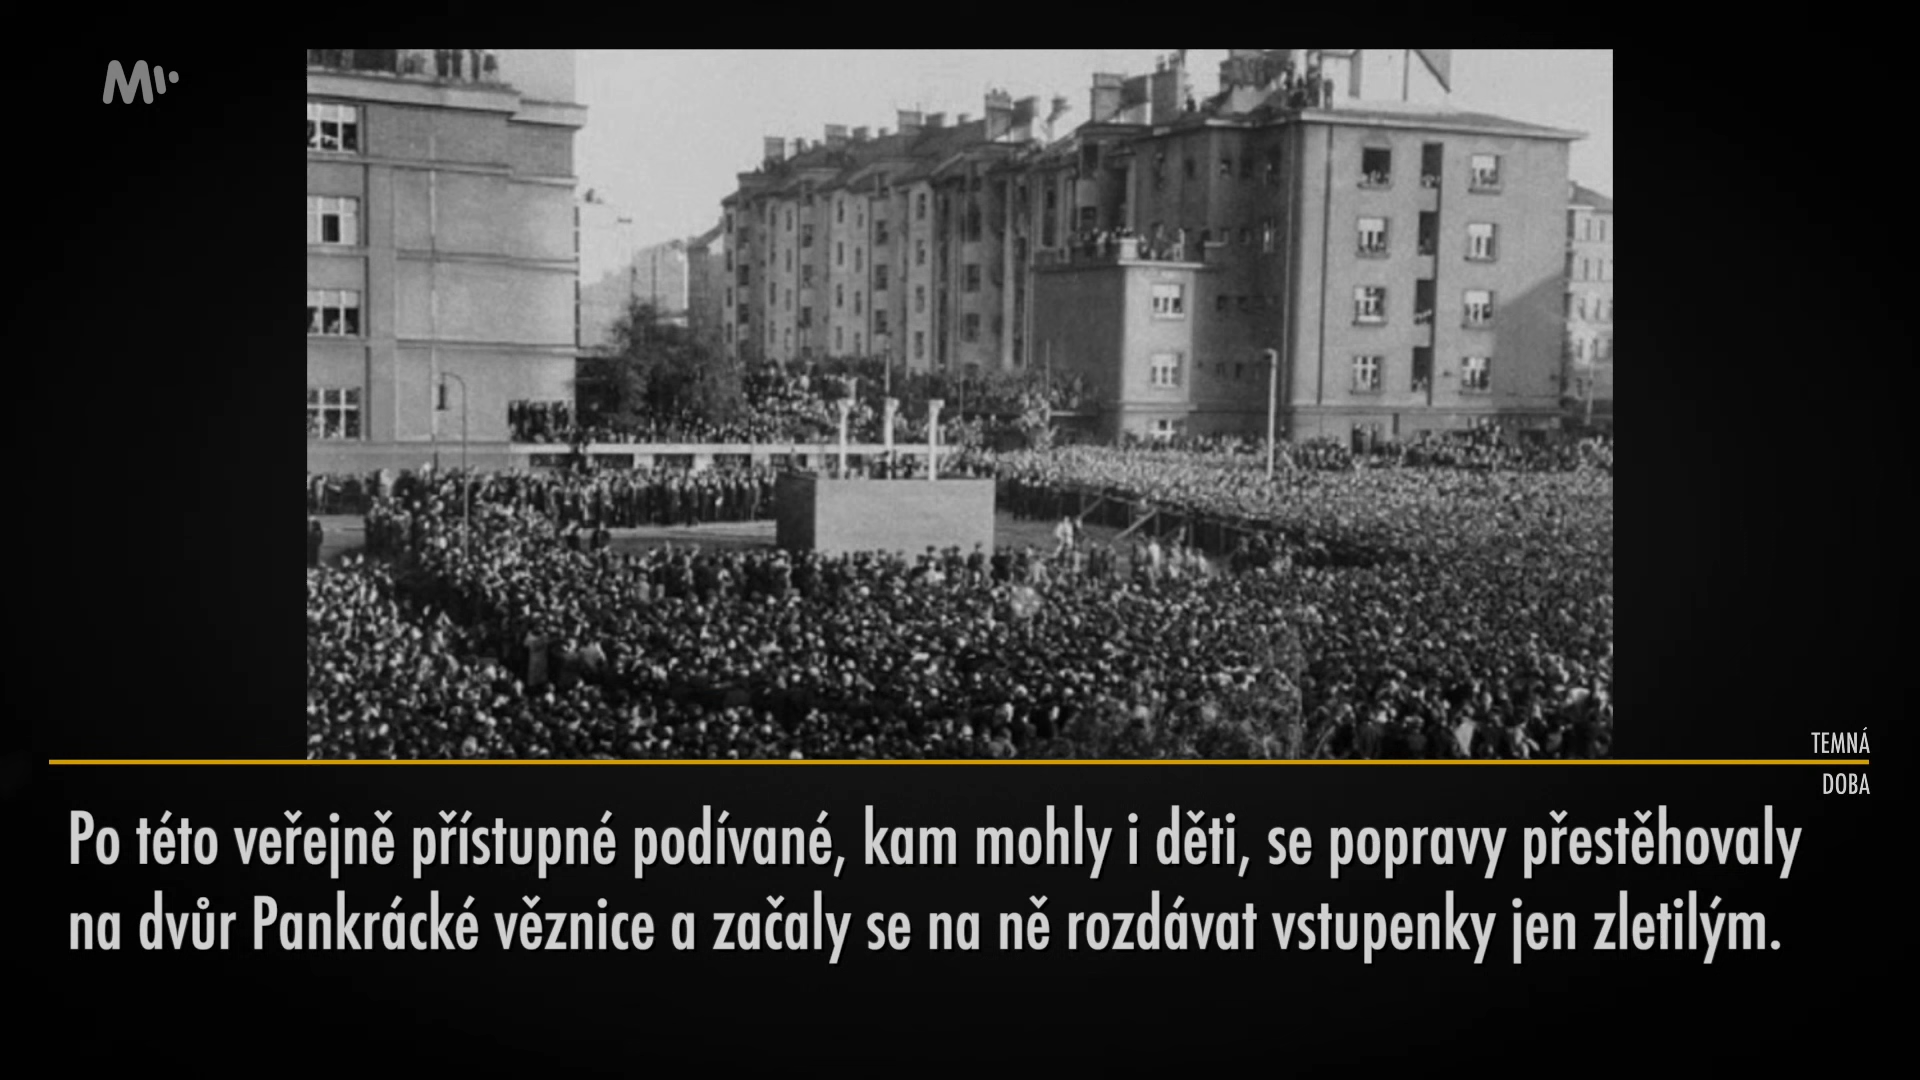 M
TEMNÁ
DOBA
Po této veřejně přístupné podívané, kam mohly i děti, se popravy přestěhovaly
na dvůr Pankrácké věznice a začaly se na ně rozdávat vstupenky jen zletilým.